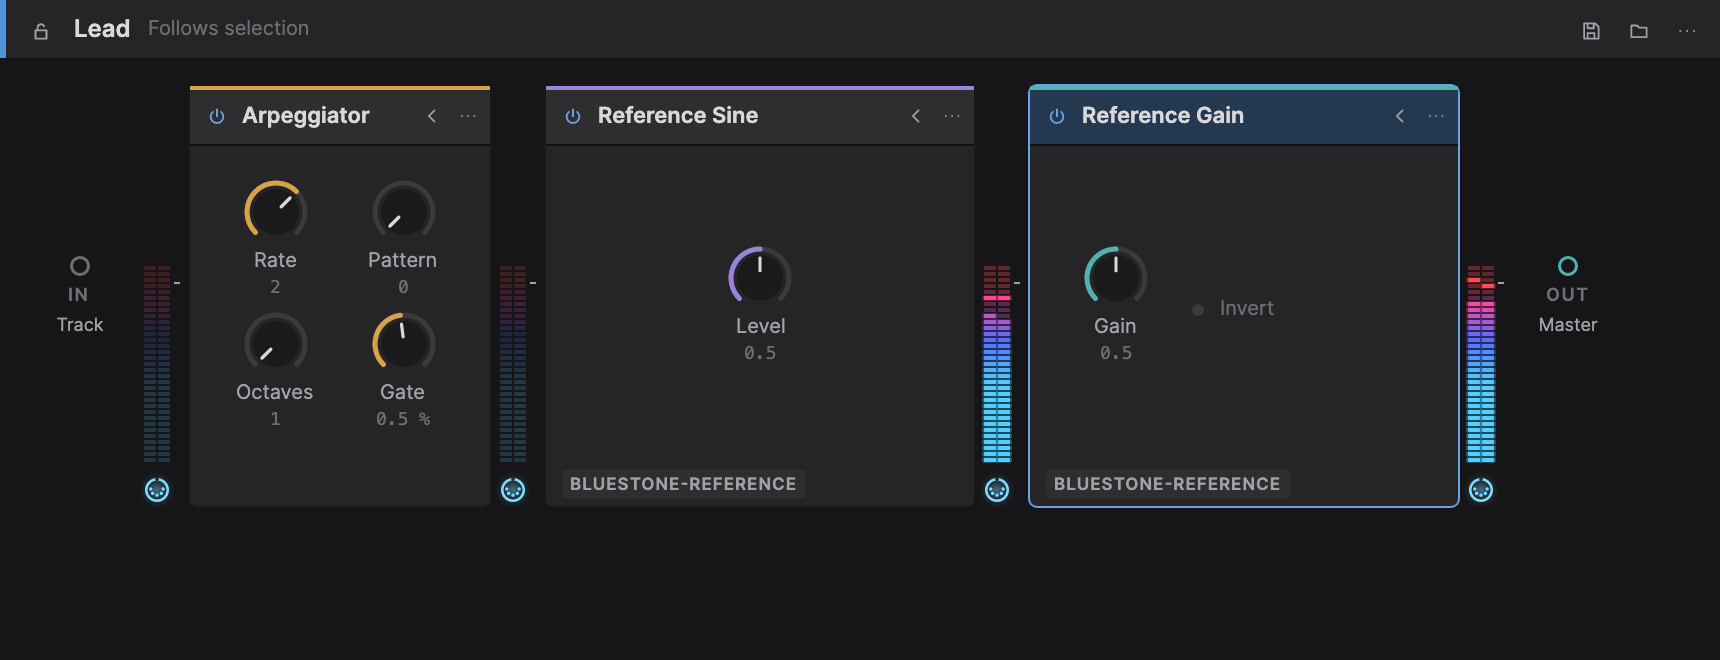 Lead Follows selection
Arpeggiator
Reference Sine
Reference Gain
Rate
2
Pattern
0
Octaves
1
Gate
0.5 %
Level
0.5
Gain
0.5
Invert
IN
Track
OUT
Master
BLUESTONE-REFERENCE
BLUESTONE-REFERENCE